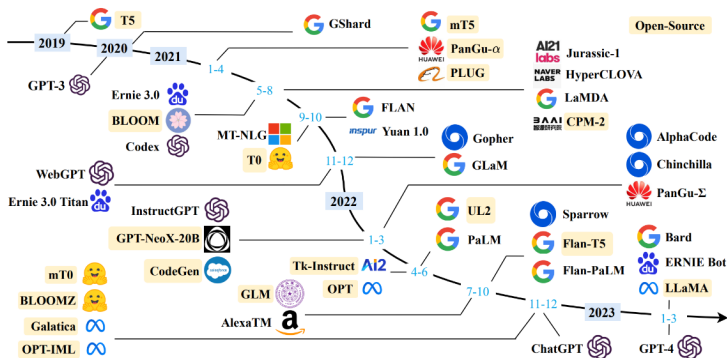 T5
GShard
mT5
Open-Source
2019
2020
2021
PanGu-α
HUAWEI
AI21
labs
Jurassic-1
1-4
PLUG
NAVER
LABS
HyperCLOVA
GPT-3
Ernie 3.0
du
5-8
LaMDA
BLOOM
FLAN
BAAI
CPM-2
9-10
Codex
MT-NLG
inspur
Yuan 1.0
Gopher
AlphaCode
T0
11-12
GLaM
Chinchilla
WebGPT
HUAWEI
PanGu-Σ
Ernie 3.0 Titan
du
InstructGPT
2022
UL2
Sparrow
Bard
GPT-NeoX-20B
1-3
PaLM
Flan-T5
ERNIE Bot
du
mT0
CodeGen
Tk-Instruct
AI2
4-6
Flan-PaLM
BLOOMZ
GLM
OPT
7-10
LLaMA
Galatica
AlexaTM
a
11-12
2023
1-3
OPT-IML
ChatGPT
GPT-4